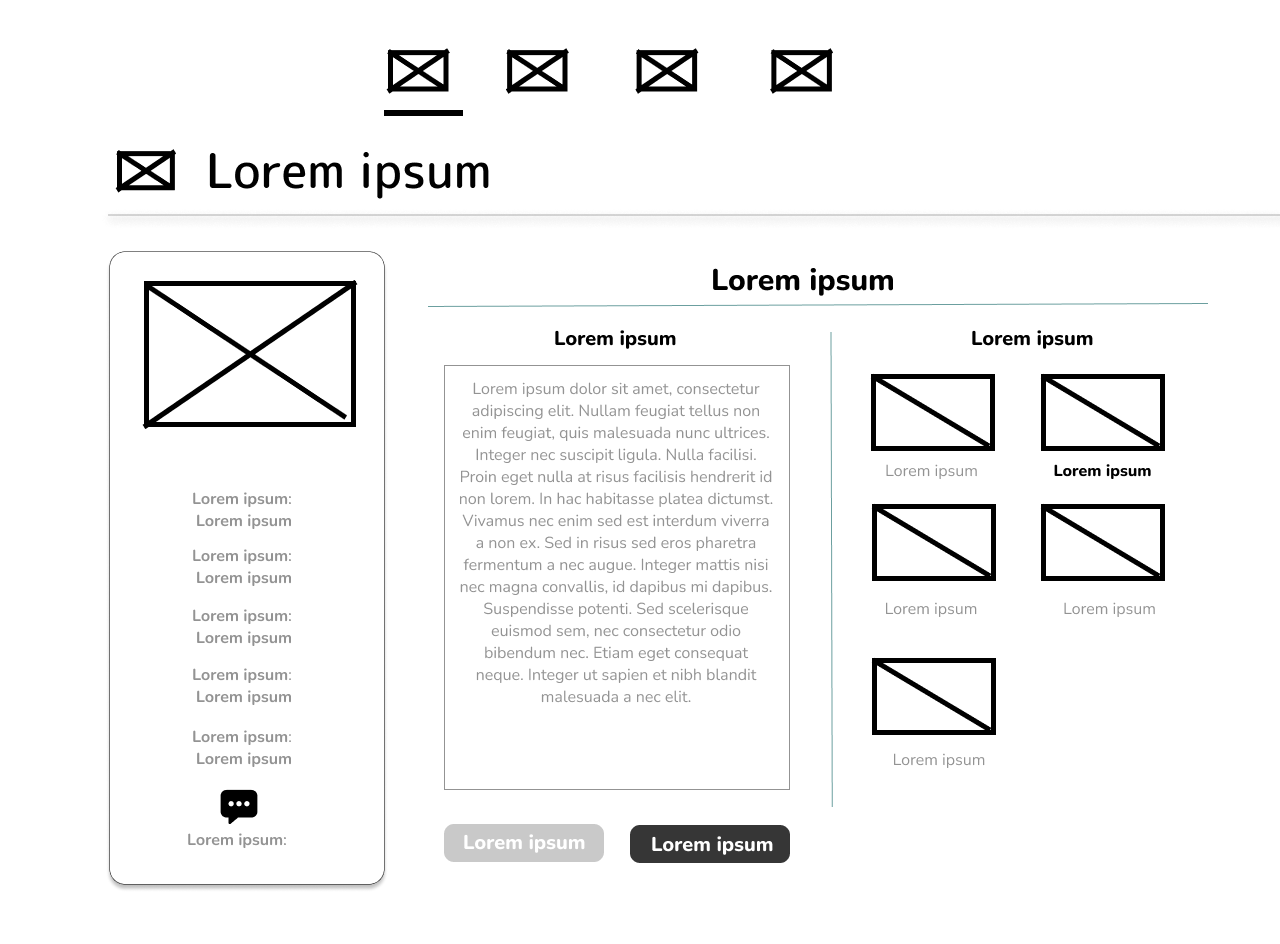 Lorem ipsum
Lorem ipsum:
Lorem ipsum
Lorem ipsum:
Lorem ipsum
Lorem ipsum:
Lorem ipsum
Lorem ipsum:
Lorem ipsum
Lorem ipsum:
Lorem ipsum
Lorem ipsum:
Lorem ipsum
Lorem ipsum
Lorem ipsum dolor sit amet, consectetur
adipiscing elit. Nullam feugiat tellus non
enim feugiat, quis malesuada nunc ultrices.
Integer nec suscipit ligula. Nulla facilisi.
Proin eget nulla at risus facilisis hendrerit id
non lorem. In hac habitasse platea dictumst.
Vivamus nec enim sed est interdum viverra
a non ex. Sed in risus sed eros pharetra
fermentum a nec augue. Integer mattis nisi
nec magna convallis, id dapibus mi dapibus.
Suspendisse potenti. Sed scelerisque
euismod sem, nec consectetur odio
bibendum nec. Etiam eget consequat
neque. Integer ut sapien et nibh blandit
malesuada a nec elit.
Lorem ipsum
Lorem ipsum
Lorem ipsum
Lorem ipsum
Lorem ipsum
Lorem ipsum
Lorem ipsum
Lorem ipsum